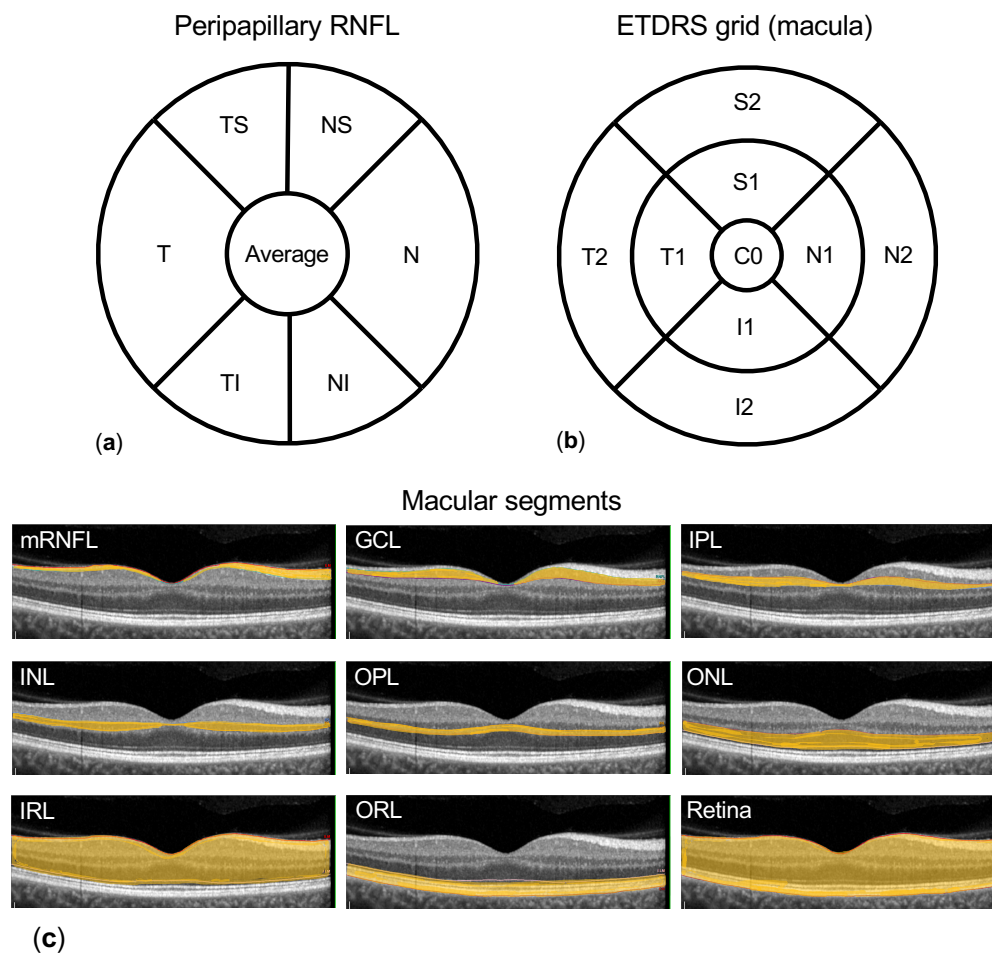 Peripapillary RNFL
TS
NS
T
Average
N
TI
NI
(a)
ETDRS grid (macula)
S2
S1
T2
T1
C0
N1
N2
I1
I2
(b)
Macular segments
mRNFL
GCL
IPL
INL
OPL
ONL
IRL
ORL
Retina
(c)